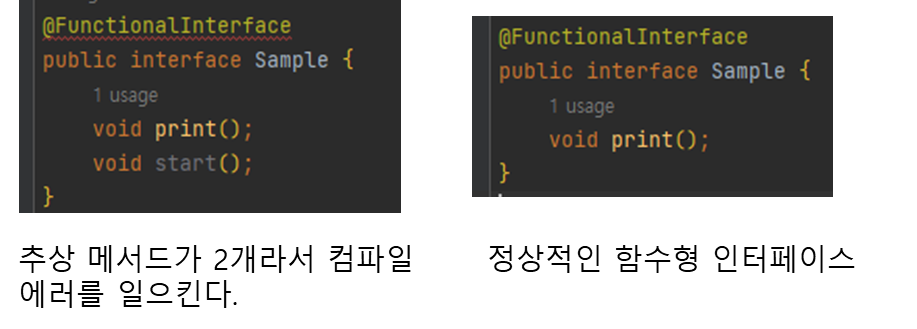 @FunctionalInterface
public interface Sample {
1 usage
void print();
void start();
}
추상 메서드가 2개라서 컴파일
에러를 일으킨다.
@FunctionalInterface
public interface Sample {
1 usage
void print();
}
정상적인 함수형 인터페이스